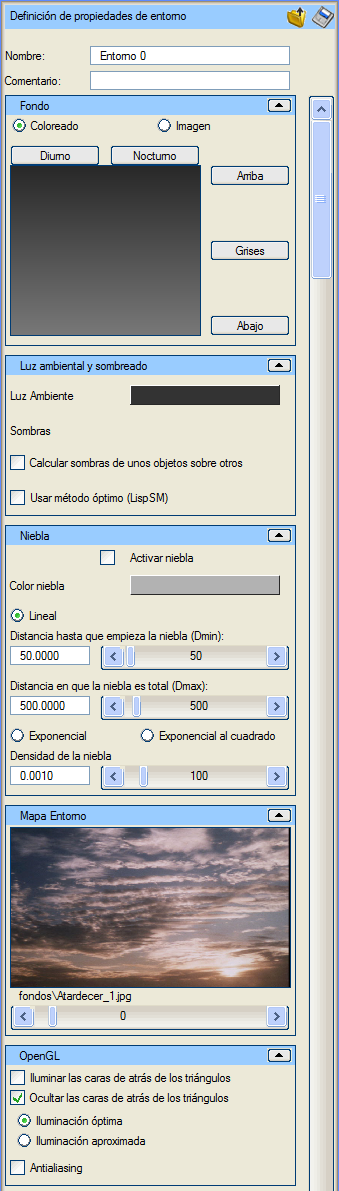 Definición de propiedades de entorno
Nombre: Entorno 0
Comentario:
Fondo
Coloreado Imagen
Diurno Nocturno
Arriba
Grises
Abajo
Luz ambiental y sombreado
Luz Ambiente
Sombras
Calcular sombras de unos objetos sobre otros
Usar método óptimo (LispSM)
Niebla
Activar niebla
Color niebla
Lineal
Distancia hasta que empieza la niebla (Dmin):
50.0000 50
Distancia en que la niebla es total (Dmax):
500.0000 500
Exponencial Exponencial al cuadrado
Densidad de la niebla
0.0010 100
Mapa Entorno
fondos\Atardecer_1.jpg
0
OpenGL
Iluminar las caras de atrás de los triángulos
Ocultar las caras de atrás de los triángulos
Iluminación óptima
Iluminación aproximada
Antialiasing